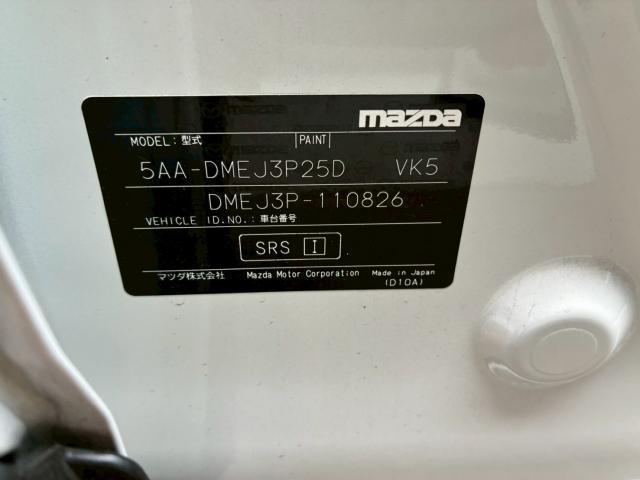 mazda
MODEL: 型式 PAINT
5AA-DMEJ3P25D VK5
DMEJ3P-110826
VEHICLE ID.NO.: 車台番号
SRS I
マツダ株式会社 Mazda Motor Corporation Made in Japan
(D10A)